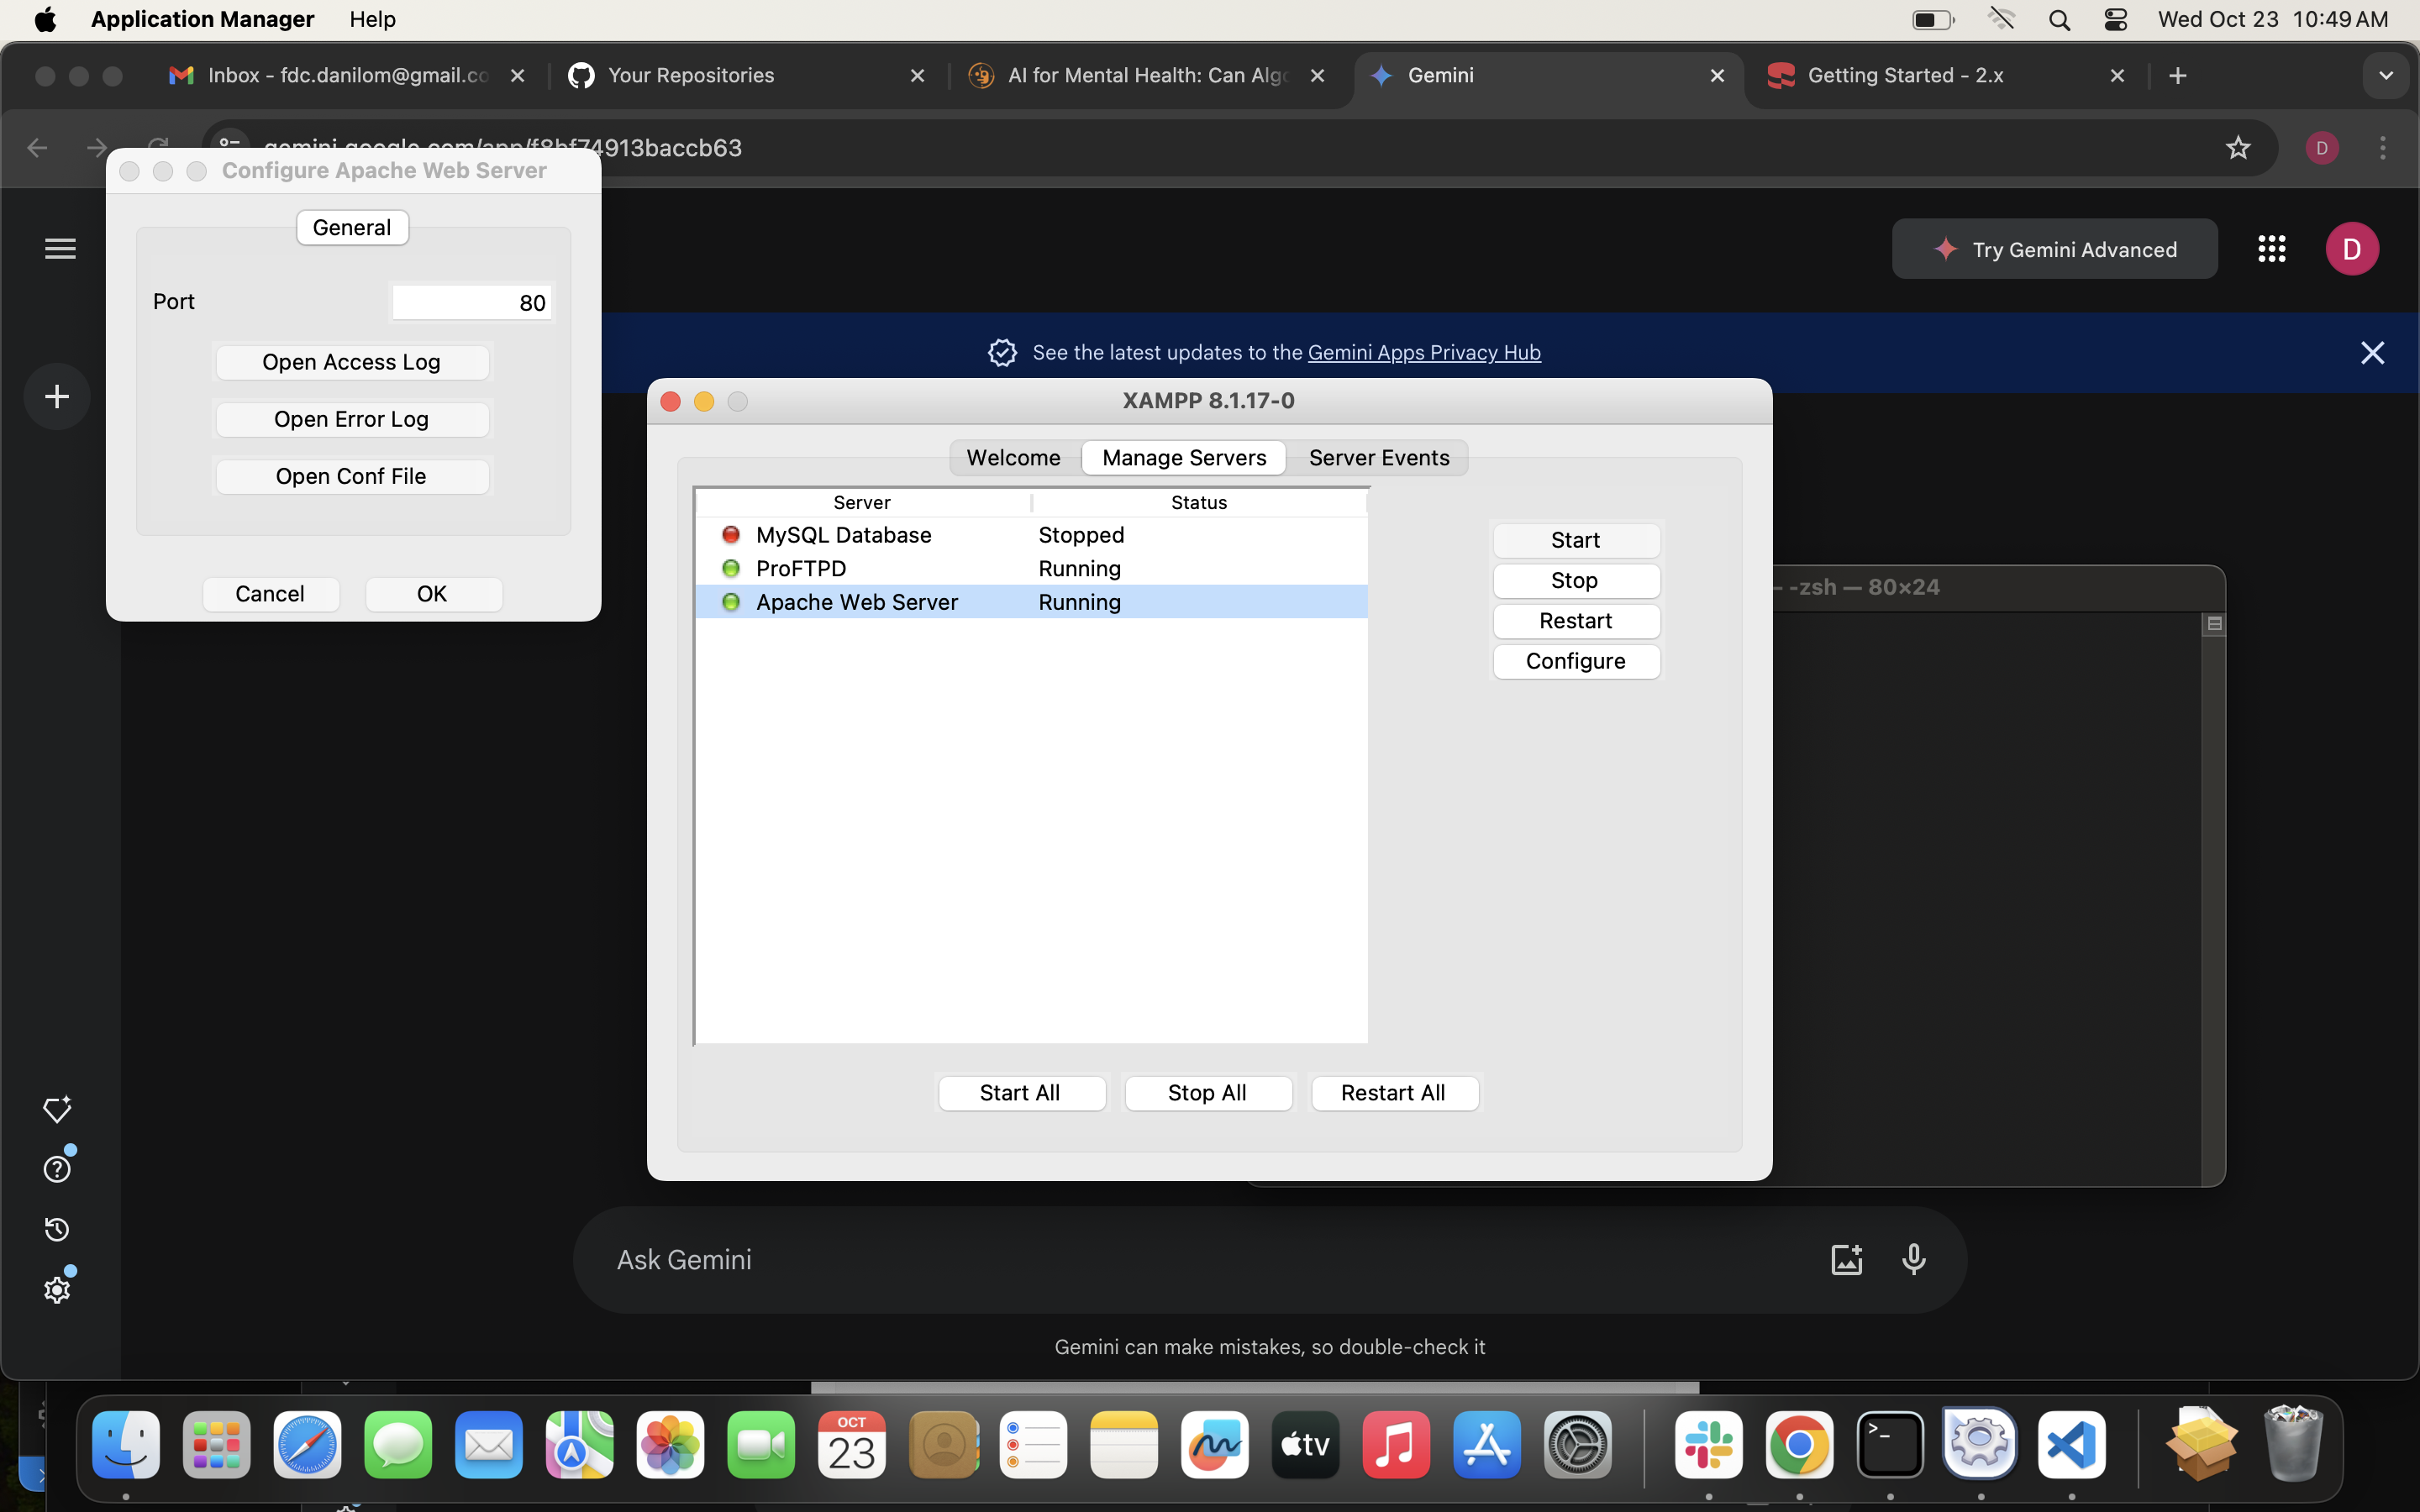 Application Manager Help
Wed Oct 23 10:49 AM
Inbox - fdc.danilom@gmail.co
Your Repositories
AI for Mental Health: Can Algo
Gemini
Getting Started - 2.x
gemini.google.com/app/f8bf74913baccb63
D
Configure Apache Web Server
General
Port 80
Open Access Log
Open Error Log
Open Conf File
Cancel OK
Try Gemini Advanced
D
See the latest updates to the Gemini Apps Privacy Hub
XAMPP 8.1.17-0
Welcome Manage Servers Server Events
Server Status
MySQL Database Stopped
ProFTPD Running
Apache Web Server Running
Start
Stop
Restart
Configure
Start All Stop All Restart All
-zsh — 80×24
Ask Gemini
Gemini can make mistakes, so double-check it
OCT
23
tv